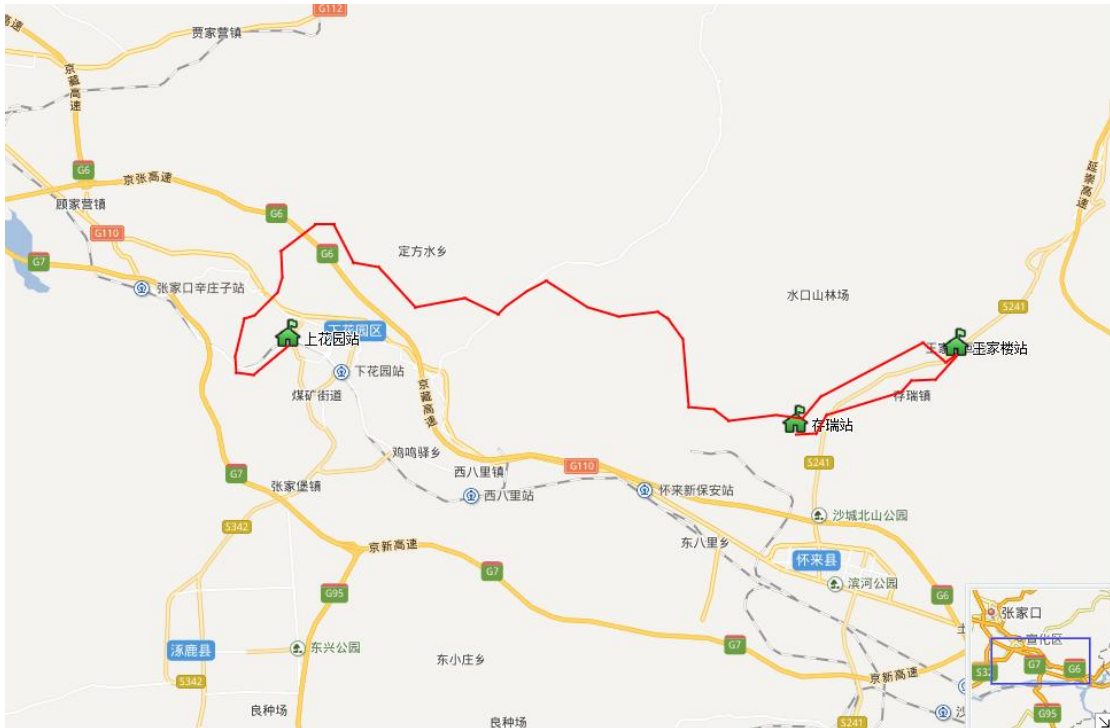 G112
贾家营镇
高速
京藏高速
G6
京张高速
延崇高速
顾家营镇
G6
G110
定方水乡
G6
G7
张家口辛庄子站
水口山林场
S241
上花园站
下花园区
王家楼站
下花园站
京藏高速
煤矿街道
存瑞镇
存瑞站
鸡鸣驿乡
西八里镇
G110
S241
G7
张家堡镇
西八里站
怀来新保安站
沙城北山公园
S342
京新高速
东八里乡
怀来县
G7
滨河公园
G95
G6
张家口
宣化区
土
东兴公园
涿鹿县
G7
东小庄乡
G7
G6
S32
京新高速
S342
良种场
良种场
S241
沙
G95